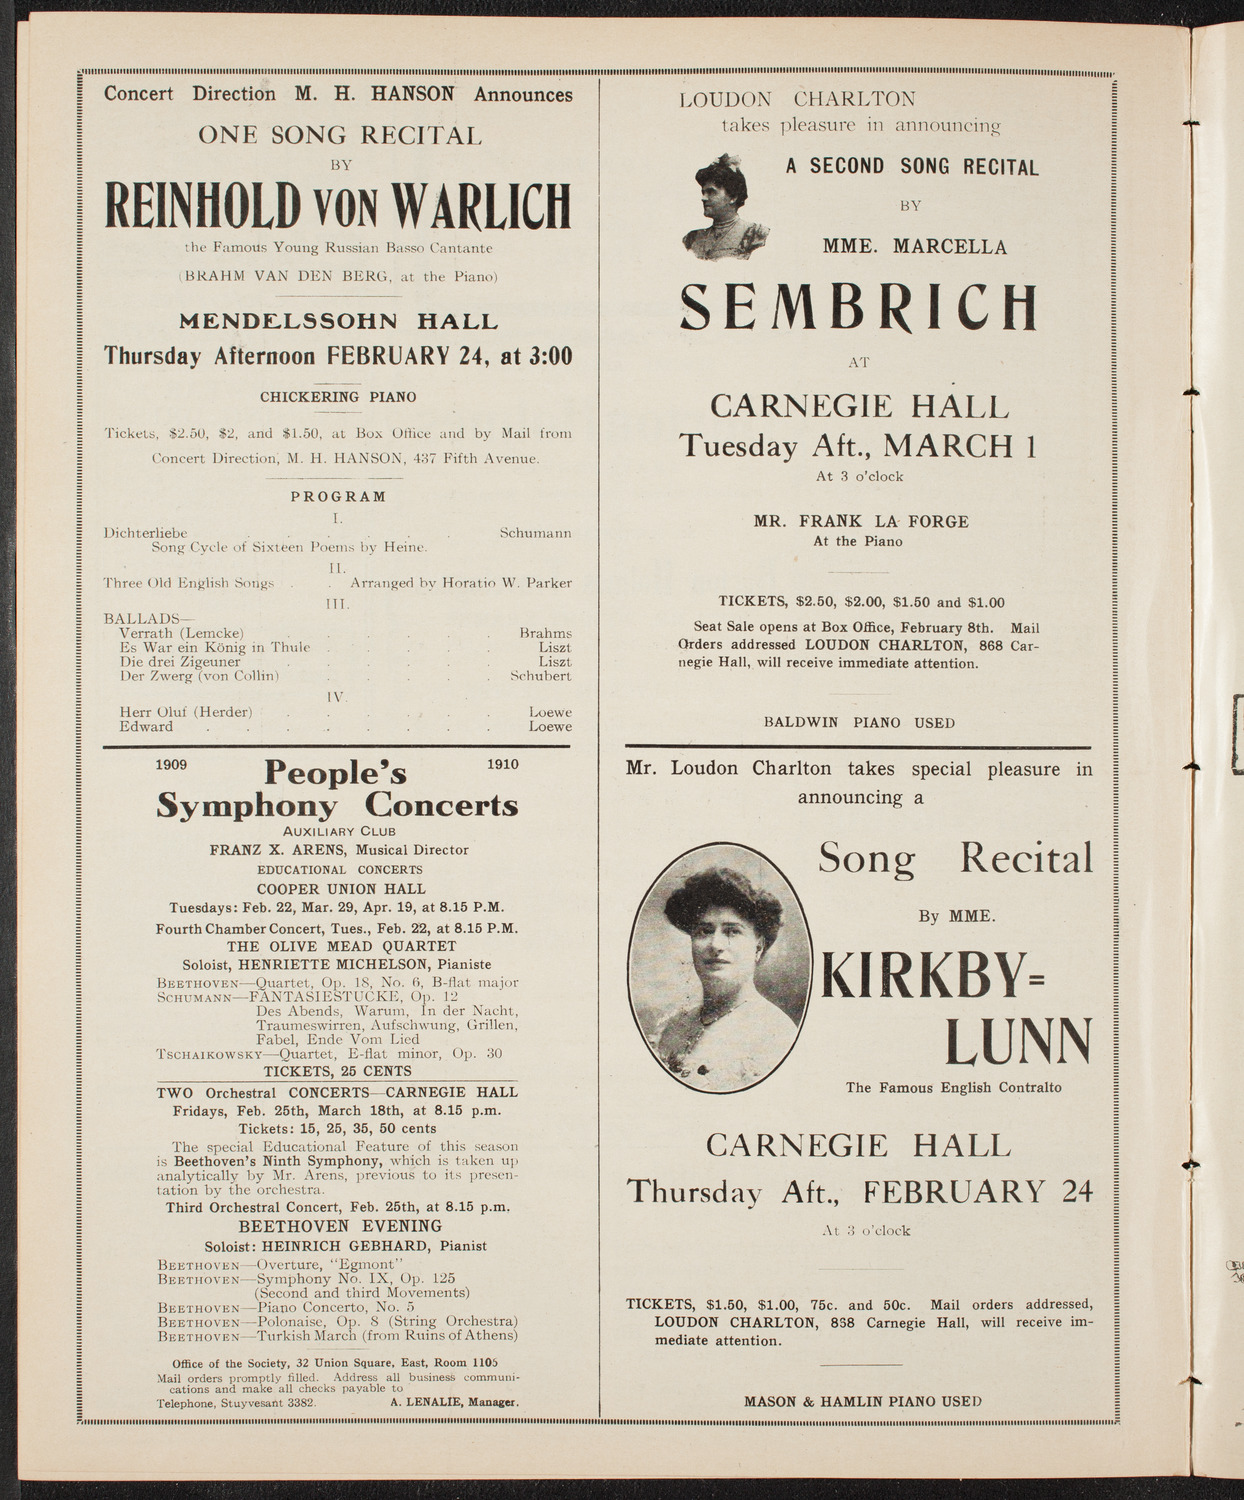 Concert Direction M. H. HANSON Announces
ONE SONG RECITAL
BY
REINHOLD VON WARLICH
the Famous Young Russian Basso Cantante
(BRAHM VAN DEN BERG, at the Piano)
MENDELSSOHN HALL
Thursday Afternoon FEBRUARY 24, at 3:00
CHICKERING PIANO
Tickets, $2.50, $2, and $1.50, at Box Office and by Mail from
Concert Direction, M. H. HANSON, 437 Fifth Avenue.
PROGRAM
I.
Dichterliebe . . . . . . Schumann
Song Cycle of Sixteen Poems by Heine.
II.
Three Old English Songs . . Arranged by Horatio W. Parker
III.
BALLADS—
Verrath (Lemcke) . . . . . . Brahms
Es War ein König in Thule . . . . . Liszt
Die drei Zigeuner . . . . . . Liszt
Der Zwerg (von Collin) . . . . . Schubert
IV.
Herr Oluf (Herder) . . . . . . Loewe
Edward . . . . . . . . Loewe
1909 People's 1910
Symphony Concerts
AUXILIARY CLUB
FRANZ X. ARENS, Musical Director
EDUCATIONAL CONCERTS
COOPER UNION HALL
Tuesdays: Feb. 22, Mar. 29, Apr. 19, at 8.15 P.M.
Fourth Chamber Concert, Tues., Feb. 22, at 8.15 P.M.
THE OLIVE MEAD QUARTET
Soloist, HENRIETTE MICHELSON, Pianiste
BEETHOVEN—Quartet, Op. 18, No. 6, B-flat major
SCHUMANN—FANTASIESTUCKE, Op. 12
Des Abends, Warum, In der Nacht,
Traumeswirren, Aufschwung, Grillen,
Fabel, Ende Vom Lied
TSCHAIKOWSKY—Quartet, E-flat minor, Op. 30
TICKETS, 25 CENTS
TWO Orchestral CONCERTS—CARNEGIE HALL
Fridays, Feb. 25th, March 18th, at 8.15 p.m.
Tickets: 15, 25, 35, 50 cents
The special Educational Feature of this season
is Beethoven's Ninth Symphony, which is taken up
analytically by Mr. Arens, previous to its presen-
tation by the orchestra.
Third Orchestral Concert, Feb. 25th, at 8.15 p.m.
BEETHOVEN EVENING
Soloist: HEINRICH GEBHARD, Pianist
BEETHOVEN—Overture, "Egmont"
BEETHOVEN—Symphony No. IX, Op. 125
(Second and third Movements)
BEETHOVEN—Piano Concerto, No. 5
BEETHOVEN—Polonaise, Op. 8 (String Orchestra)
BEETHOVEN—Turkish March (from Ruins of Athens)
Office of the Society, 32 Union Square, East, Room 1105
Mail orders promptly filled. Address all business communi-
cations and make all checks payable to
Telephone, Stuyvesant 3382. A. LENALIE, Manager.
LOUDON CHARLTON
takes pleasure in announcing
A SECOND SONG RECITAL
BY
MME. MARCELLA
SEMBRICH
AT
CARNEGIE HALL
Tuesday Aft., MARCH 1
At 3 o'clock
MR. FRANK LA FORGE
At the Piano
TICKETS, $2.50, $2.00, $1.50 and $1.00
Seat Sale opens at Box Office, February 8th. Mail
Orders addressed LOUDON CHARLTON, 868 Car-
negie Hall, will receive immediate attention.
BALDWIN PIANO USED
Mr. Loudon Charlton takes special pleasure in
announcing a
Song Recital
By MME.
KIRKBY=
LUNN
The Famous English Contralto
CARNEGIE HALL
Thursday Aft., FEBRUARY 24
At 3 o'clock
TICKETS, $1.50, $1.00, 75c. and 50c. Mail orders addressed,
LOUDON CHARLTON, 868 Carnegie Hall, will receive im-
mediate attention.
MASON & HAMLIN PIANO USED